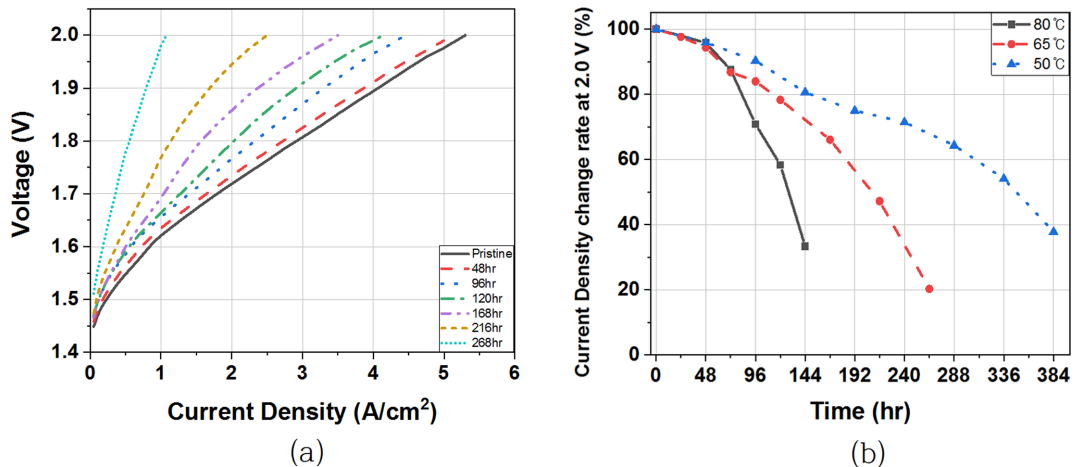 2.0
1.9
1.8
1.7
1.6
1.5
1.4
Voltage (V)
0 1 2 3 4 5 6
Current Density (A/cm²)
Pristine
48hr
96hr
120hr
168hr
216hr
268hr
(a)
100
80
60
40
20
0
Current Density change rate at 2.0 V (%)
0 48 96 144 192 240 288 336 384
Time (hr)
80℃
65℃
50℃
(b)